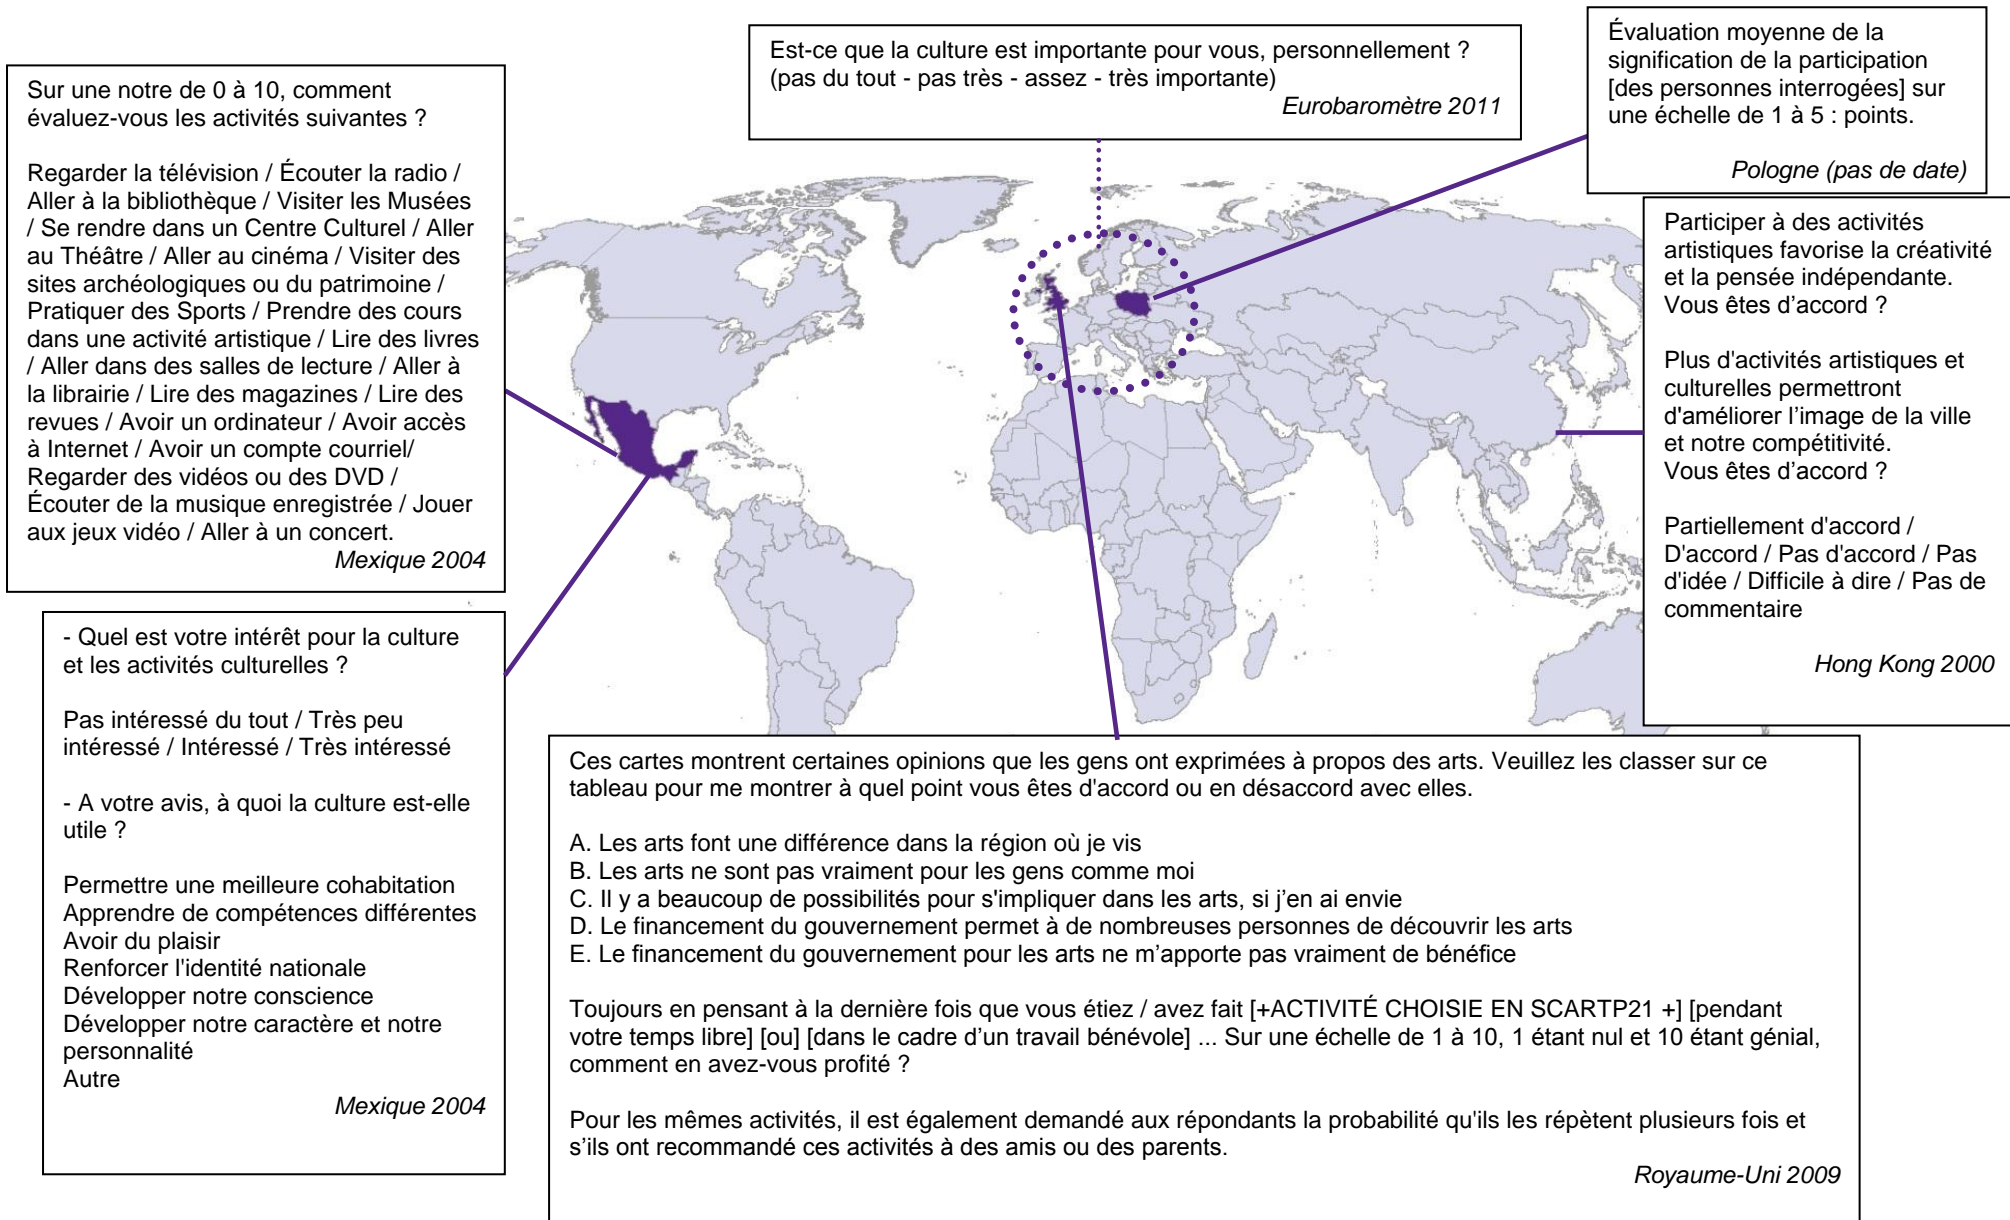 Sur une notre de 0 à 10, comment
évaluez-vous les activités suivantes ?
Regarder la télévision / Écouter la radio /
Aller à la bibliothèque / Visiter les Musées
/ Se rendre dans un Centre Culturel / Aller
au Théâtre / Aller au cinéma / Visiter des
sites archéologiques ou du patrimoine /
Pratiquer des Sports / Prendre des cours
dans une activité artistique / Lire des livres
/ Aller dans des salles de lecture / Aller à
la librairie / Lire des magazines / Lire des
revues / Avoir un ordinateur / Avoir accès
à Internet / Avoir un compte courriel/
Regarder des vidéos ou des DVD /
Écouter de la musique enregistrée / Jouer
aux jeux vidéo / Aller à un concert.
Mexique 2004
Est-ce que la culture est importante pour vous, personnellement ?
(pas du tout - pas très - assez - très importante)
Eurobaromètre 2011
Évaluation moyenne de la
signification de la participation
[des personnes interrogées] sur
une échelle de 1 à 5 : points.
Pologne (pas de date)
Participer à des activités
artistiques favorise la créativité
et la pensée indépendante.
Vous êtes d’accord ?
Plus d'activités artistiques et
culturelles permettront
d'améliorer l’image de la ville
et notre compétitivité.
Vous êtes d’accord ?
Partiellement d'accord /
D'accord / Pas d'accord / Pas
d'idée / Difficile à dire / Pas de
commentaire
Hong Kong 2000
- Quel est votre intérêt pour la culture
et les activités culturelles ?
Pas intéressé du tout / Très peu
intéressé / Intéressé / Très intéressé
- A votre avis, à quoi la culture est-elle
utile ?
Permettre une meilleure cohabitation
Apprendre de compétences différentes
Avoir du plaisir
Renforcer l'identité nationale
Développer notre conscience
Développer notre caractère et notre
personnalité
Autre
Mexique 2004
Ces cartes montrent certaines opinions que les gens ont exprimées à propos des arts. Veuillez les classer sur ce
tableau pour me montrer à quel point vous êtes d'accord ou en désaccord avec elles.
A. Les arts font une différence dans la région où je vis
B. Les arts ne sont pas vraiment pour les gens comme moi
C. Il y a beaucoup de possibilités pour s'impliquer dans les arts, si j’en ai envie
D. Le financement du gouvernement permet à de nombreuses personnes de découvrir les arts
E. Le financement du gouvernement pour les arts ne m’apporte pas vraiment de bénéfice
Toujours en pensant à la dernière fois que vous étiez / avez fait [+ACTIVITÉ CHOISIE EN SCARTP21 +] [pendant
votre temps libre] [ou] [dans le cadre d’un travail bénévole] ... Sur une échelle de 1 à 10, 1 étant nul et 10 étant génial,
comment en avez-vous profité ?
Pour les mêmes activités, il est également demandé aux répondants la probabilité qu'ils les répètent plusieurs fois et
s’ils ont recommandé ces activités à des amis ou des parents.
Royaume-Uni 2009